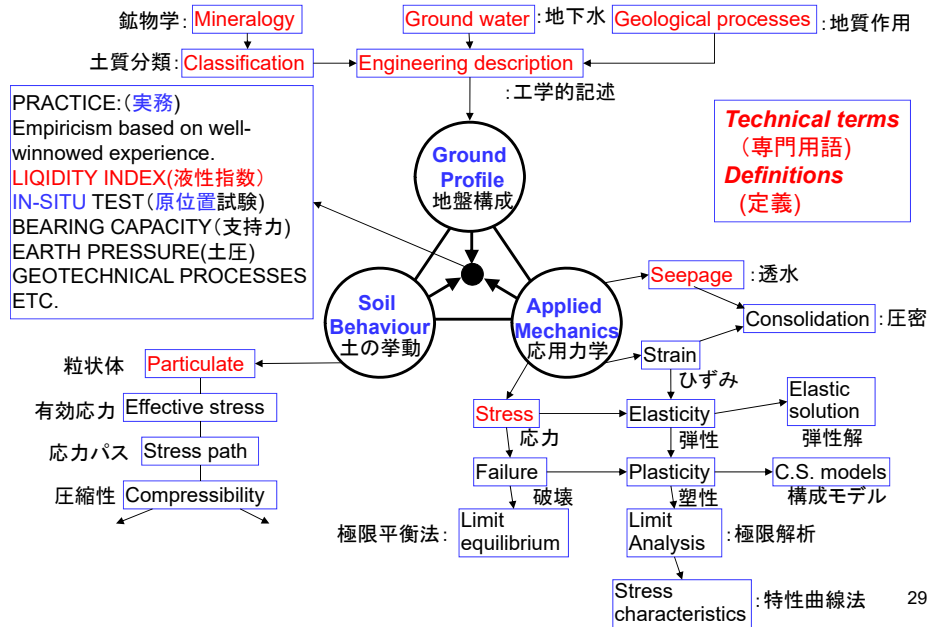 鉱物学: Mineralogy
Ground water :地下水
Geological processes :地質作用
土質分類: Classification
Engineering description
:工学的記述
PRACTICE:(実務)
Empiricism based on well-
winnowed experience.
LIQIDITY INDEX(液性指数)
IN-SITU TEST(原位置試験)
BEARING CAPACITY(支持力)
EARTH PRESSURE(土圧)
GEOTECHNICAL PROCESSES
ETC.
Ground
Profile
地盤構成
Technical terms
(専門用語)
Definitions
(定義)
Soil
Behaviour
土の挙動
Applied
Mechanics
応用力学
Seepage :透水
Consolidation :圧密
Strain
ひずみ
粒状体 Particulate
有効応力 Effective stress
応力パス Stress path
圧縮性 Compressibility
Stress
応力
Elasticity
弾性
Elastic
solution
弾性解
Failure
破壊
Plasticity
塑性
C.S. models
構成モデル
極限平衡法: Limit
equilibrium
Limit
Analysis :極限解析
Stress
characteristics :特性曲線法
29